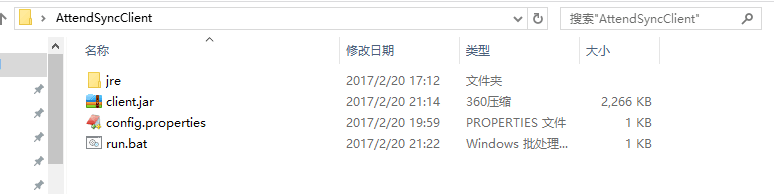 AttendSyncClient
搜索"AttendSyncClient"
名称 修改日期 类型 大小
jre 2017/2/20 17:12 文件夹
client.jar 2017/2/20 21:14 360压缩 2,266 KB
config.properties 2017/2/20 19:59 PROPERTIES 文件 1 KB
run.bat 2017/2/20 21:22 Windows 批处理... 1 KB